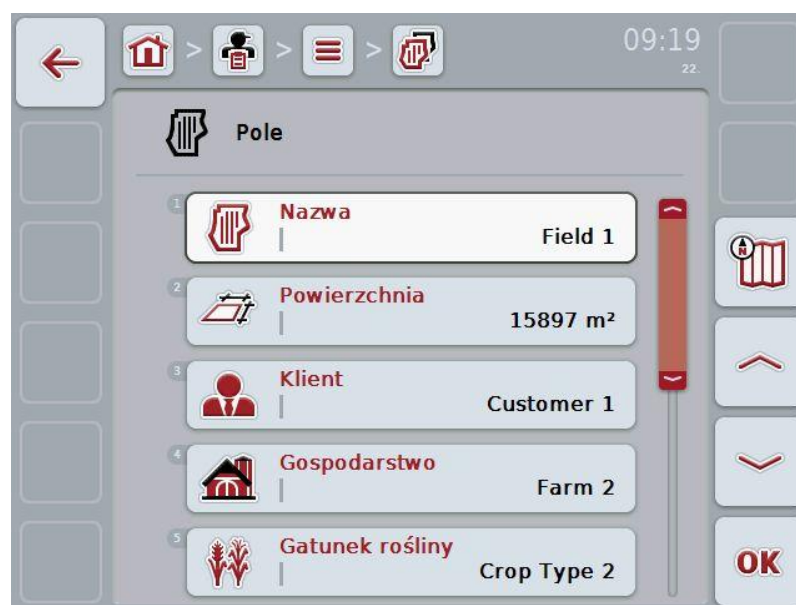 > > >
09:19
22.
Pole
1
Nazwa
Field 1
2
Powierzchnia
15897 m²
3
Klient
Customer 1
4
Gospodarstwo
Farm 2
5
Gatunek rośliny
Crop Type 2
N
OK